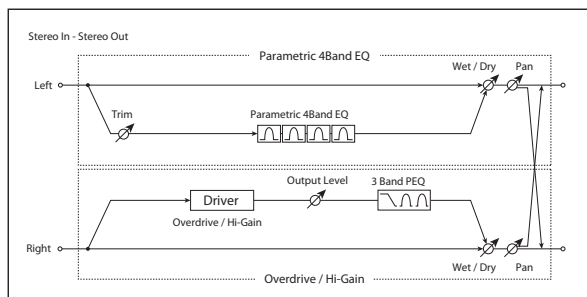 Stereo In - Stereo Out
Parametric 4Band EQ
Wet / Dry
Pan
Left
Trim
Parametric 4Band EQ
Driver
Output Level
3 Band PEQ
Overdrive / Hi-Gain
Right
Wet / Dry
Pan
Overdrive / Hi-Gain